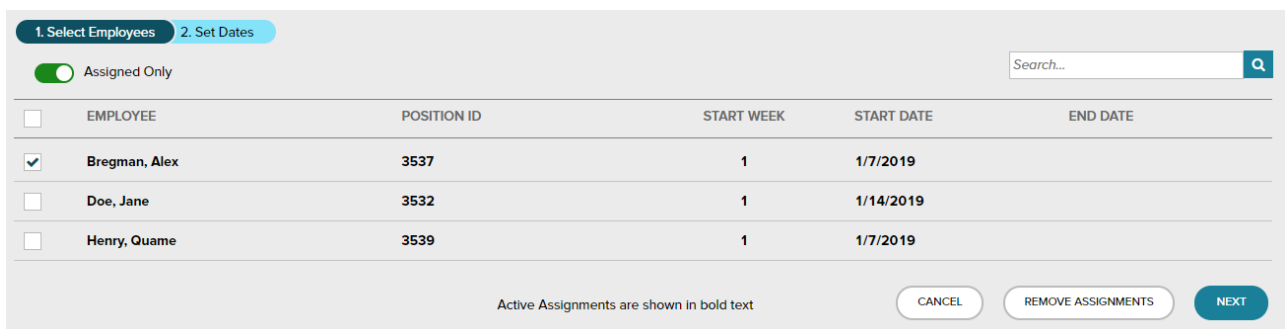 1. Select Employees 2. Set Dates
Assigned Only Search...
EMPLOYEE POSITION ID START WEEK START DATE END DATE
Bregman, Alex 3537 1 1/7/2019
Doe, Jane 3532 1 1/14/2019
Henry, Quame 3539 1 1/7/2019
Active Assignments are shown in bold text CANCEL REMOVE ASSIGNMENTS NEXT